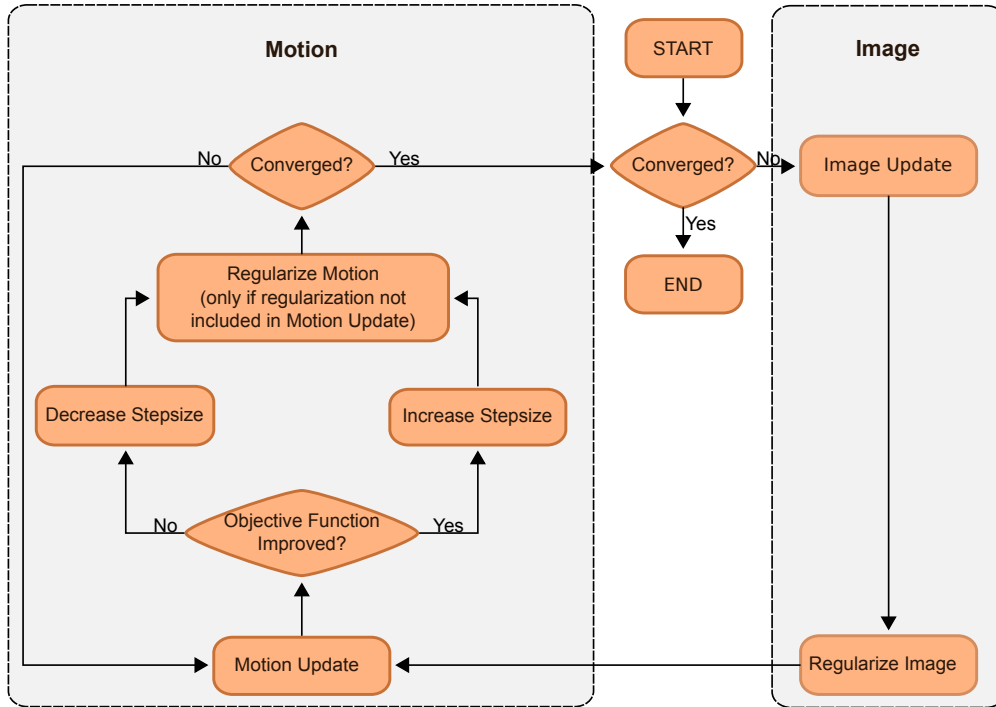 Motion
START
Image
No
Converged?
Yes
Converged?
No
Image Update
Yes
Regularize Motion
(only if regularization not
included in Motion Update)
END
Decrease Stepsize
Increase Stepsize
No
Objective Function
Improved?
Yes
Motion Update
Regularize Image